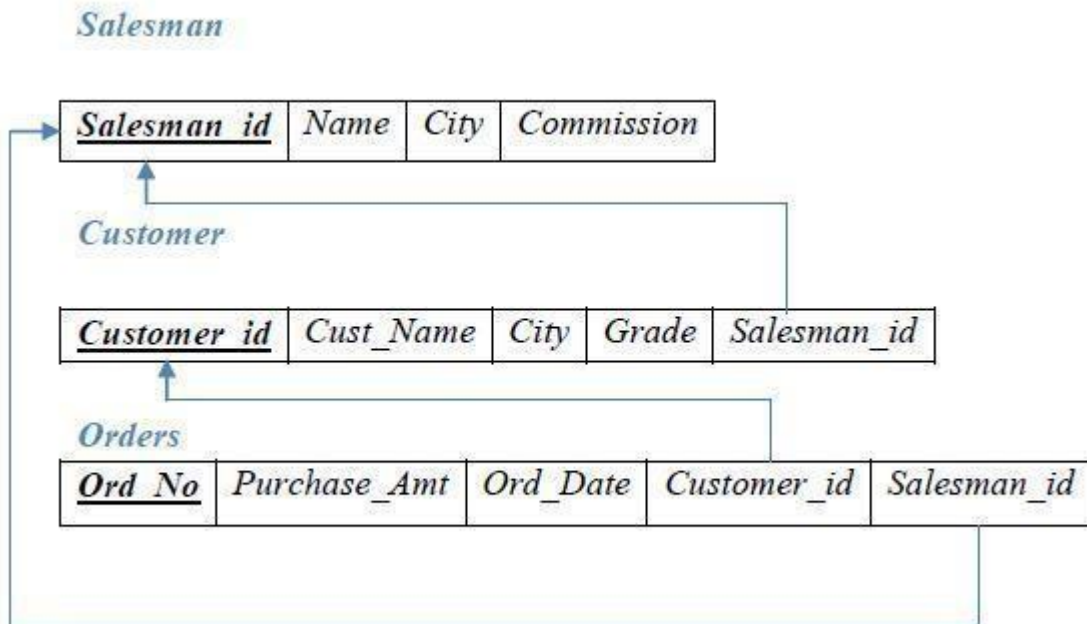 Salesman
Salesman_id Name City Commission
Customer
Customer_id Cust_Name City Grade Salesman_id
Orders
Ord_No Purchase_Amt Ord_Date Customer_id Salesman_id